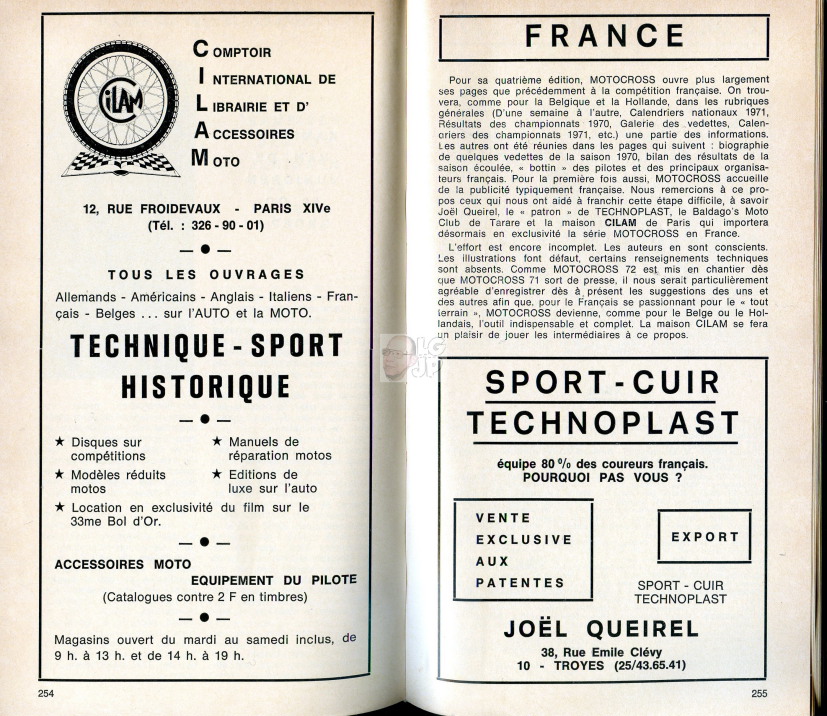 COMPTOIR
INTERNATIONAL DE
LIBRAIRIE ET D'
ACCESSOIRES
MOTO
CILAM
12, RUE FROIDEVAUX - PARIS XIVe
(Tél. : 326 - 90 - 01)
TOUS LES OUVRAGES
Allemands - Américains - Anglais - Italiens - Fran-
çais - Belges . . . sur l'AUTO et la MOTO.
TECHNIQUE - SPORT
HISTORIQUE
★ Disques sur
compétitions
★ Manuels de
réparation motos
★ Modèles réduits
motos
★ Editions de
luxe sur l'auto
★ Location en exclusivité du film sur le
33me Bol d'Or.
ACCESSOIRES MOTO
EQUIPEMENT DU PILOTE
(Catalogues contre 2 F en timbres)
Magasins ouvert du mardi au samedi inclus, de
9 h. à 13 h. et de 14 h. à 19 h.
254
FRANCE
Pour sa quatrième édition, MOTOCROSS ouvre plus largement
ses pages que précédemment à la compétition française. On trou-
vera, comme pour la Belgique et la Hollande, dans les rubriques
générales (D'une semaine à l'autre, Calendriers nationaux 1971,
Résultats des championnats 1970, Galerie des vedettes, Calen-
driers des championnats 1971, etc.) une partie des informations.
Les autres ont été réunies dans les pages qui suivent : biographie
de quelques vedettes de la saison 1970, bilan des résultats de la
saison écoulée, « bottin » des pilotes et des principaux organisa-
teurs français. Pour la première fois aussi, MOTOCROSS accueille
de la publicité typiquement française. Nous remercions à ce pro-
pos ceux qui nous ont aidé à franchir cette étape difficile, à savoir
Joël Queirel, le « patron » de TECHNOPLAST, le Baldago's Moto
Club de Tarare et la maison CILAM de Paris qui importera
désormais en exclusivité la série MOTOCROSS en France.
L'effort est encore incomplet. Les auteurs en sont conscients.
Les illustrations font défaut, certains renseignements techniques
sont absents. Comme MOTOCROSS 72 est mis en chantier dès
que MOTOCROSS 71 sort de presse, il nous serait particulièrement
agréable d'enregistrer dès à présent les suggestions des uns et
des autres afin que, pour le Français se passionnant pour le « tout
terrain », MOTOCROSS devienne, comme pour le Belge ou le Hol-
landais, l'outil indispensable et complet. La maison CILAM se fera
un plaisir de jouer les intermédiaires à ce propos.
LG
JP
SPORT - CUIR
TECHNOPLAST
équipe 80 % des coureurs français.
POURQUOI PAS VOUS ?
VENTE
EXCLUSIVE
AUX
PATENTES
EXPORT
SPORT - CUIR
TECHNOPLAST
JOËL QUEIREL
38, Rue Emile Clévy
10 - TROYES (25/43.65.41)
255